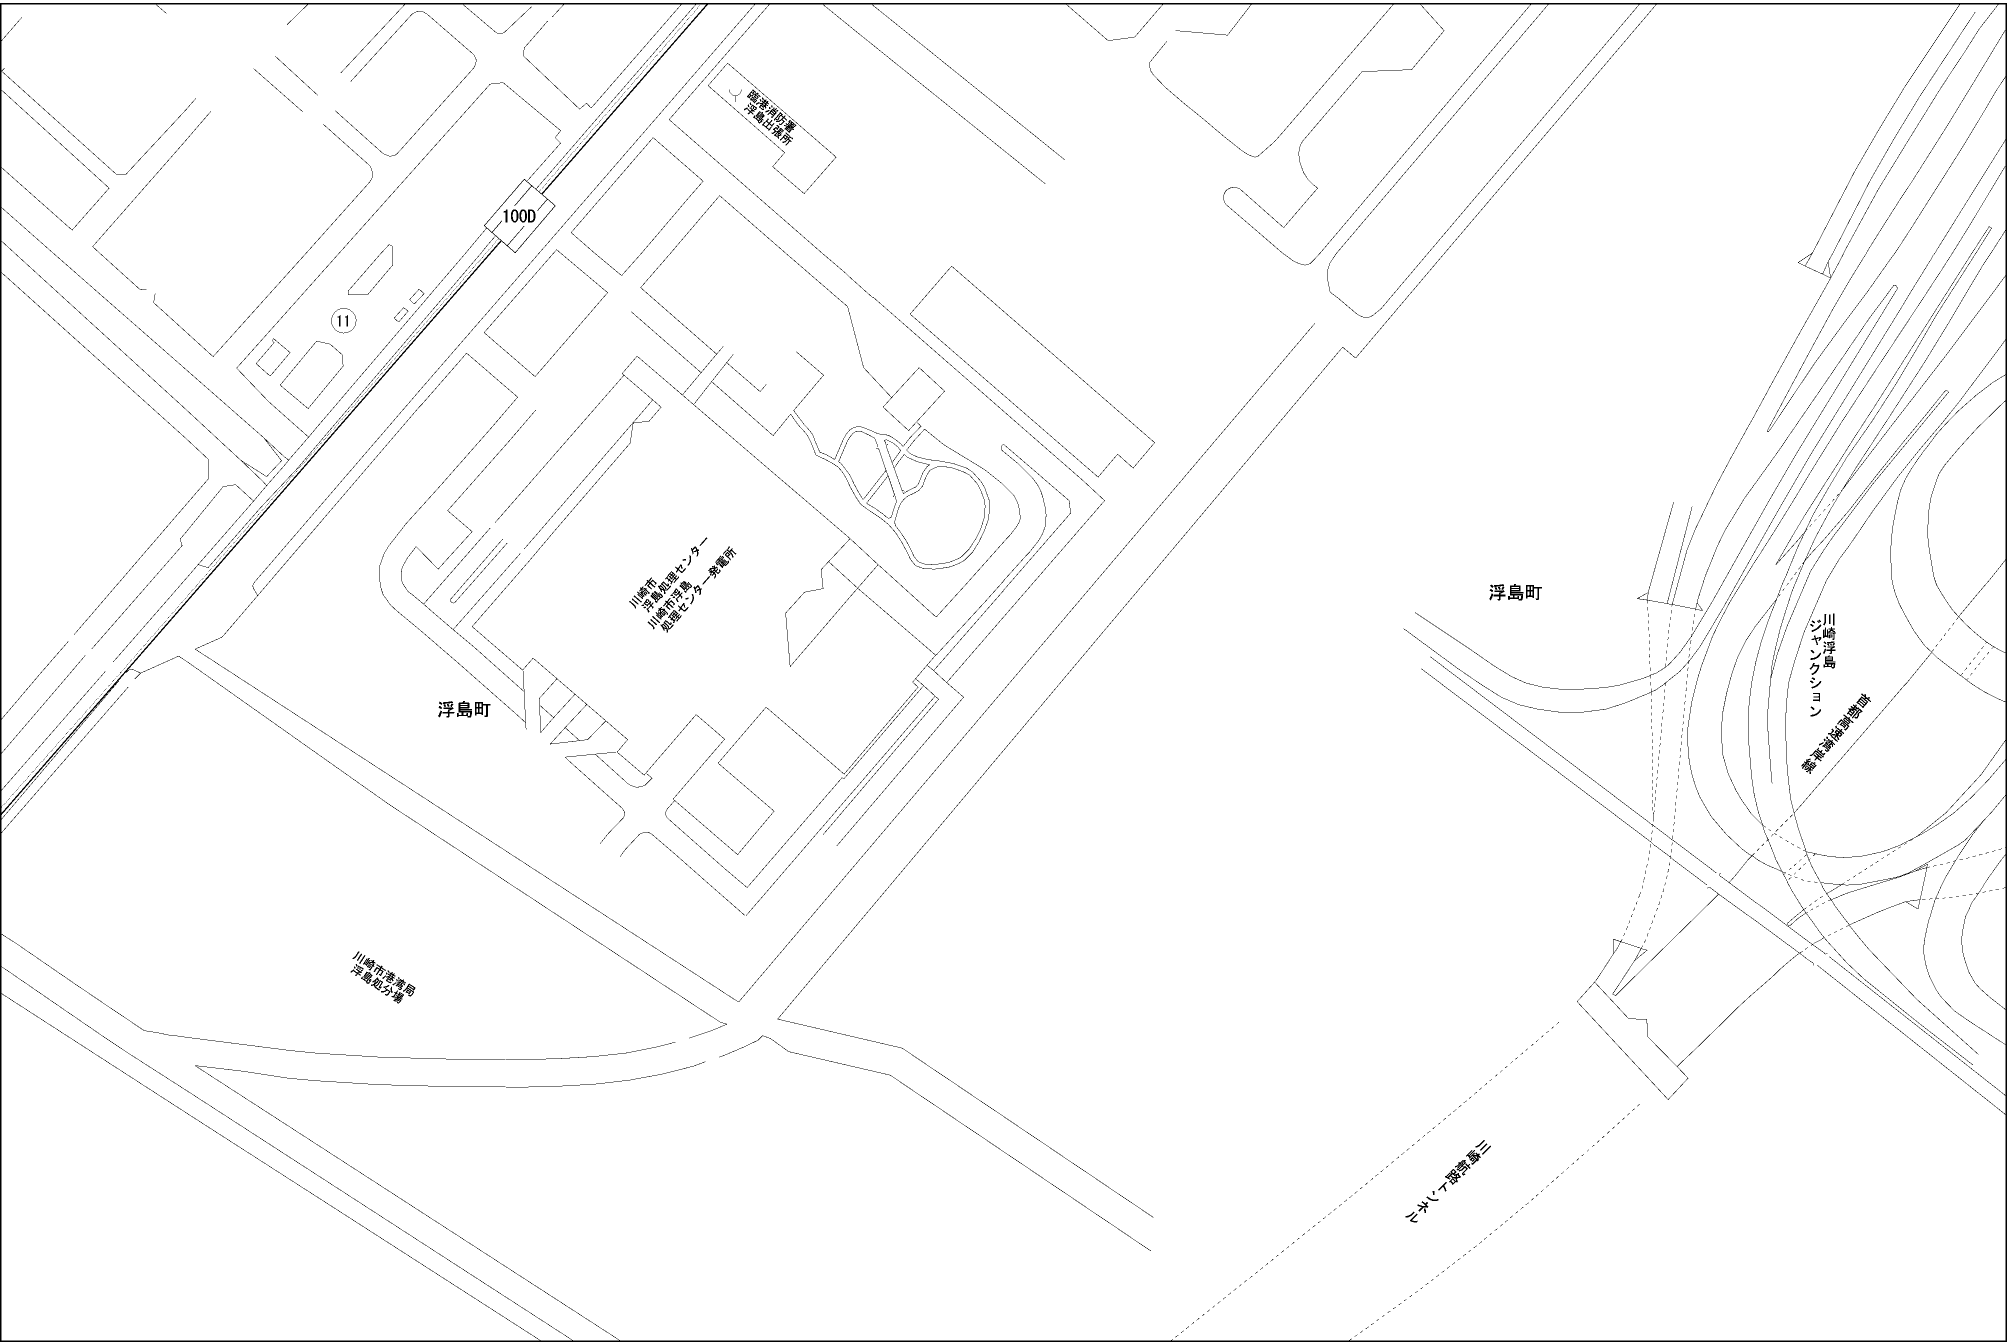 臨港消防署
浮島出張所
100D
11
川崎市
浮島処理センター
川崎市浮島
処理センター発電所
浮島町
川崎浮島
ジャンクション
首都高速湾岸線
浮島町
川崎市港湾局
浮島処分場
川崎航路トンネル